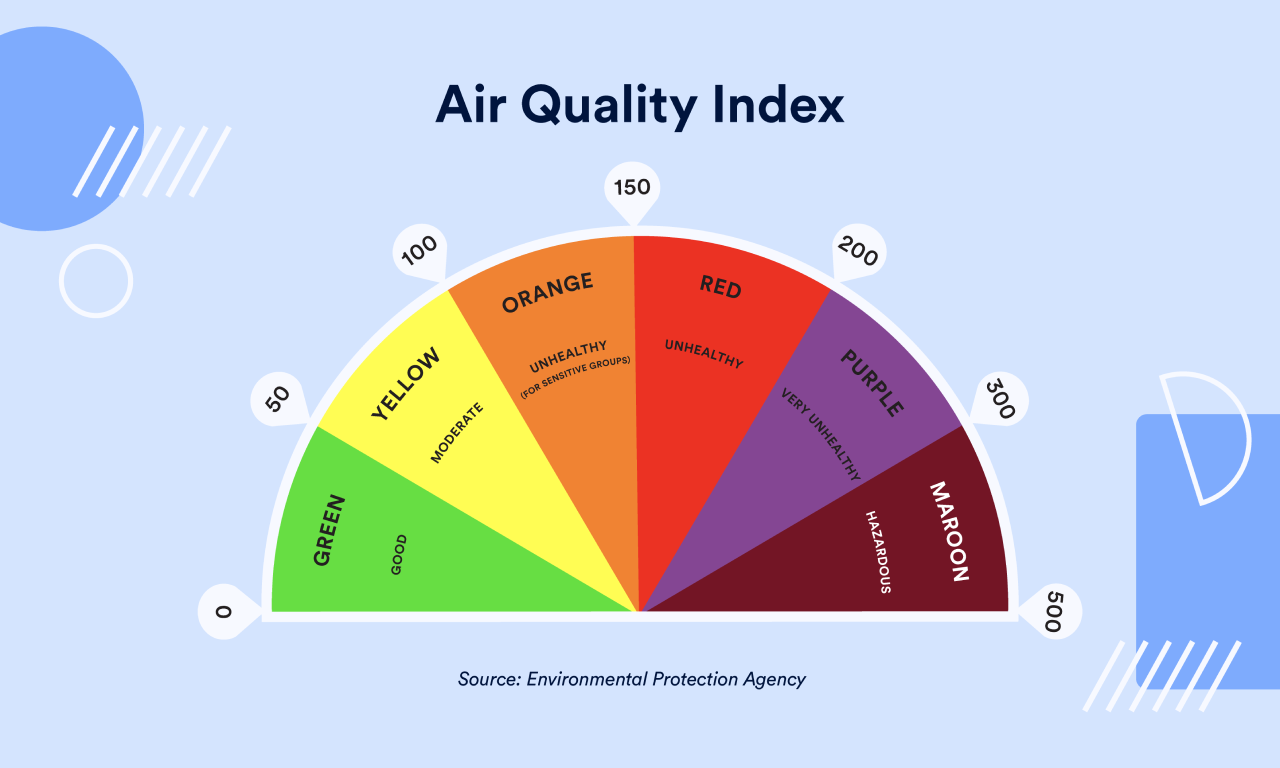 Air Quality Index
0
50
100
150
200
300
500
GREEN
GOOD
YELLOW
MODERATE
ORANGE
UNHEALTHY
(FOR SENSITIVE GROUPS)
RED
UNHEALTHY
PURPLE
VERY UNHEALTHY
MAROON
HAZARDOUS
Source: Environmental Protection Agency